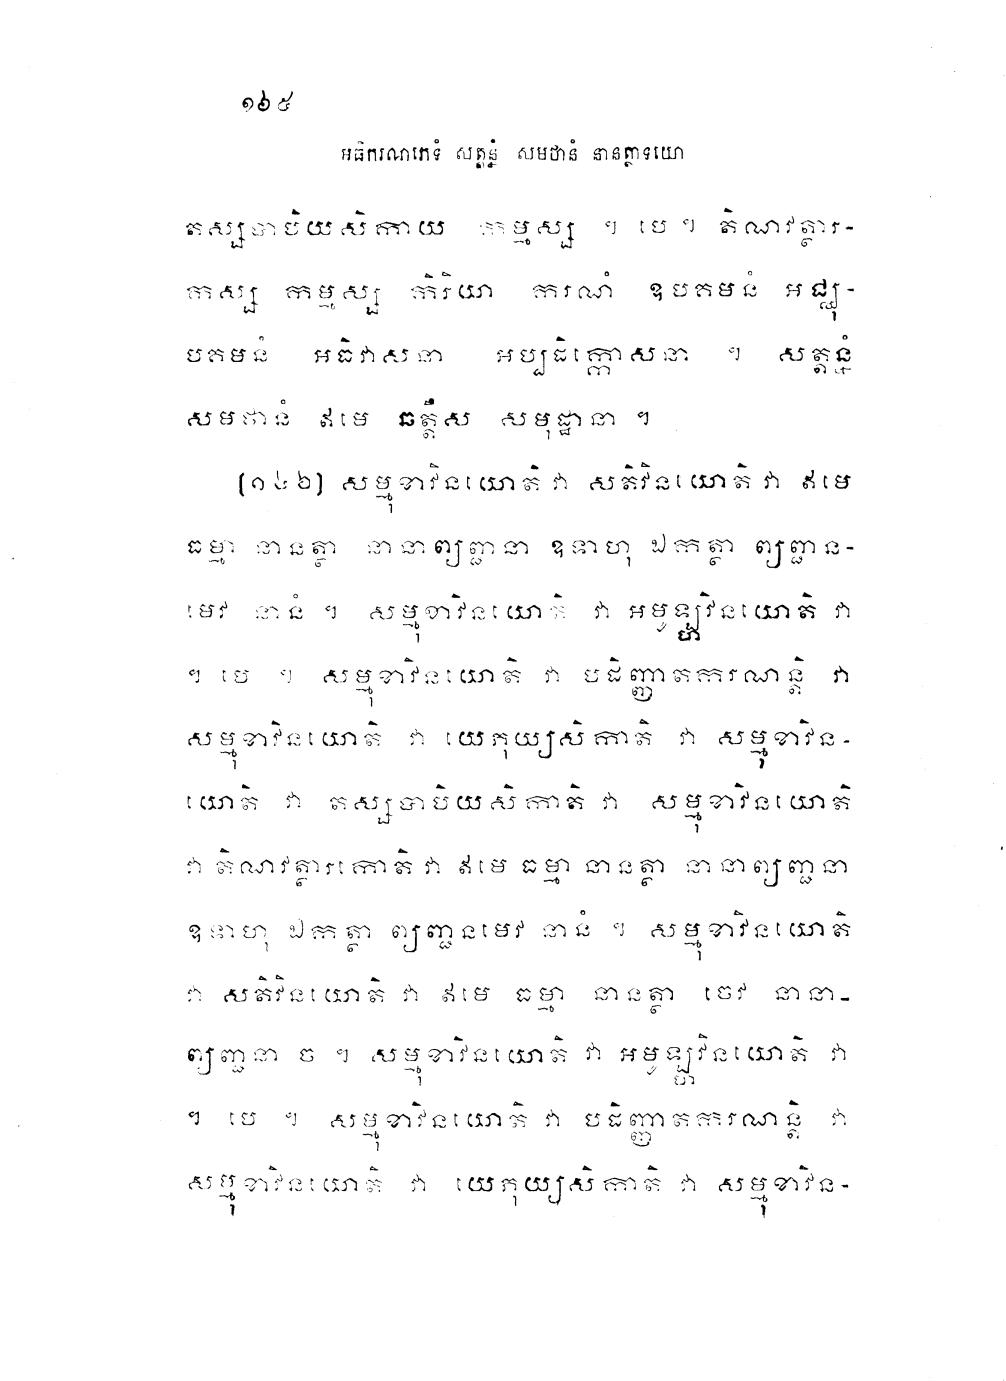 ១៦៥
អធិករណភេទំ សត្តន្នំ សមថានំ នានត្ថាទយោ
តស្សបាបិយសិកាយ កម្មស្ស ។ បេ ។ តិណវត្ថារ-
កស្ស កម្មស្ស កិរិយា ករណំ ឧបគមនំ អជ្ឈុ-
បគមនំ អធិវាសនា អប្បដិក្កោសនា ។ សត្តន្នំ
សមថានំ ឥមេ ឆត្តឹស សមុដ្ឋានា ។
(១៤៦) សម្មុខាវិនយោតិ វា សតិវិនយោតិ វា ឥមេ
ធម្មា នានត្ថា នានាព្យញ្ជនា ឧទាហុ ឯកត្ថា ព្យញ្ជន-
មេវ នានំ ។ សម្មុខាវិនយោតិ វា អមូឡ្ហវិនយោតិ វា
។ បេ ។ សម្មុខាវិនយោតិ វា បដិញ្ញាតករណន្តិ វា
សម្មុខាវិនយោតិ វា យេភុយ្យសិកាតិ វា សម្មុខាវិន-
យោតិ វា តស្សបាបិយសិកាតិ វា សម្មុខាវិនយោតិ
វា តិណវត្ថារកោតិ វា ឥមេ ធម្មា នានត្ថា នានាព្យញ្ជនា
ឧទាហុ ឯកត្ថា ព្យញ្ជនមេវ នានំ ។ សម្មុខាវិនយោតិ
វា សតិវិនយោតិ វា ឥមេ ធម្មា នានត្ថា ចេវ នានា-
ព្យញ្ជនា ច ។ សម្មុខាវិនយោតិ វា អមូឡ្ហវិនយោតិ វា
។ បេ ។ សម្មុខាវិនយោតិ វា បដិញ្ញាតករណន្តិ វា
សម្មុខាវិនយោតិ វា យេភុយ្យសិកាតិ វា សម្មុខាវិន-